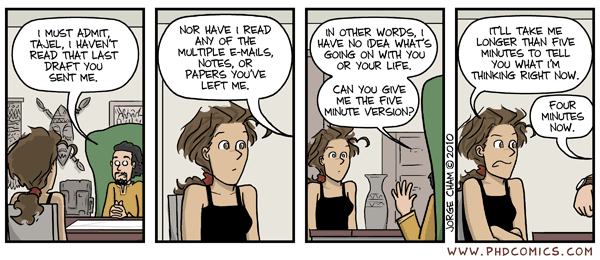 I MUST ADMIT,
TAJEL, I HAVEN'T
READ THAT LAST
DRAFT YOU
SENT ME.
NOR HAVE I READ
ANY OF THE
MULTIPLE E-MAILS,
NOTES, OR
PAPERS YOU'VE
LEFT ME.
IN OTHER WORDS, I
HAVE NO IDEA WHAT'S
GOING ON WITH YOU
OR YOUR LIFE.
CAN YOU GIVE
ME THE FIVE
MINUTE VERSION?
IT'LL TAKE ME
LONGER THAN FIVE
MINUTES TO TELL
YOU WHAT I'M
THINKING RIGHT NOW.
FOUR
MINUTES
NOW.
JORGE CHAM © 2010
WWW.PHDCOMICS.COM